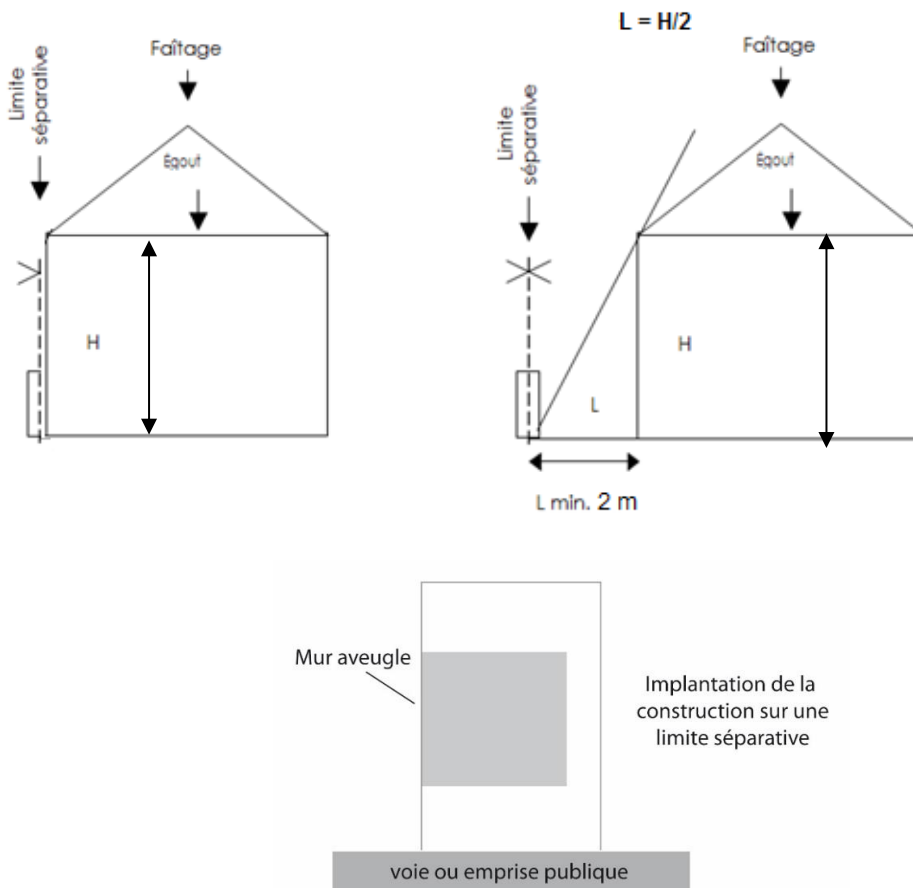 L = H/2
Faîtage
Limite
séparative
Égout
H
Faîtage
Limite
séparative
Égout
H
L
L min. 2 m
Mur aveugle
Implantation de la
construction sur une
limite séparative
voie ou emprise publique